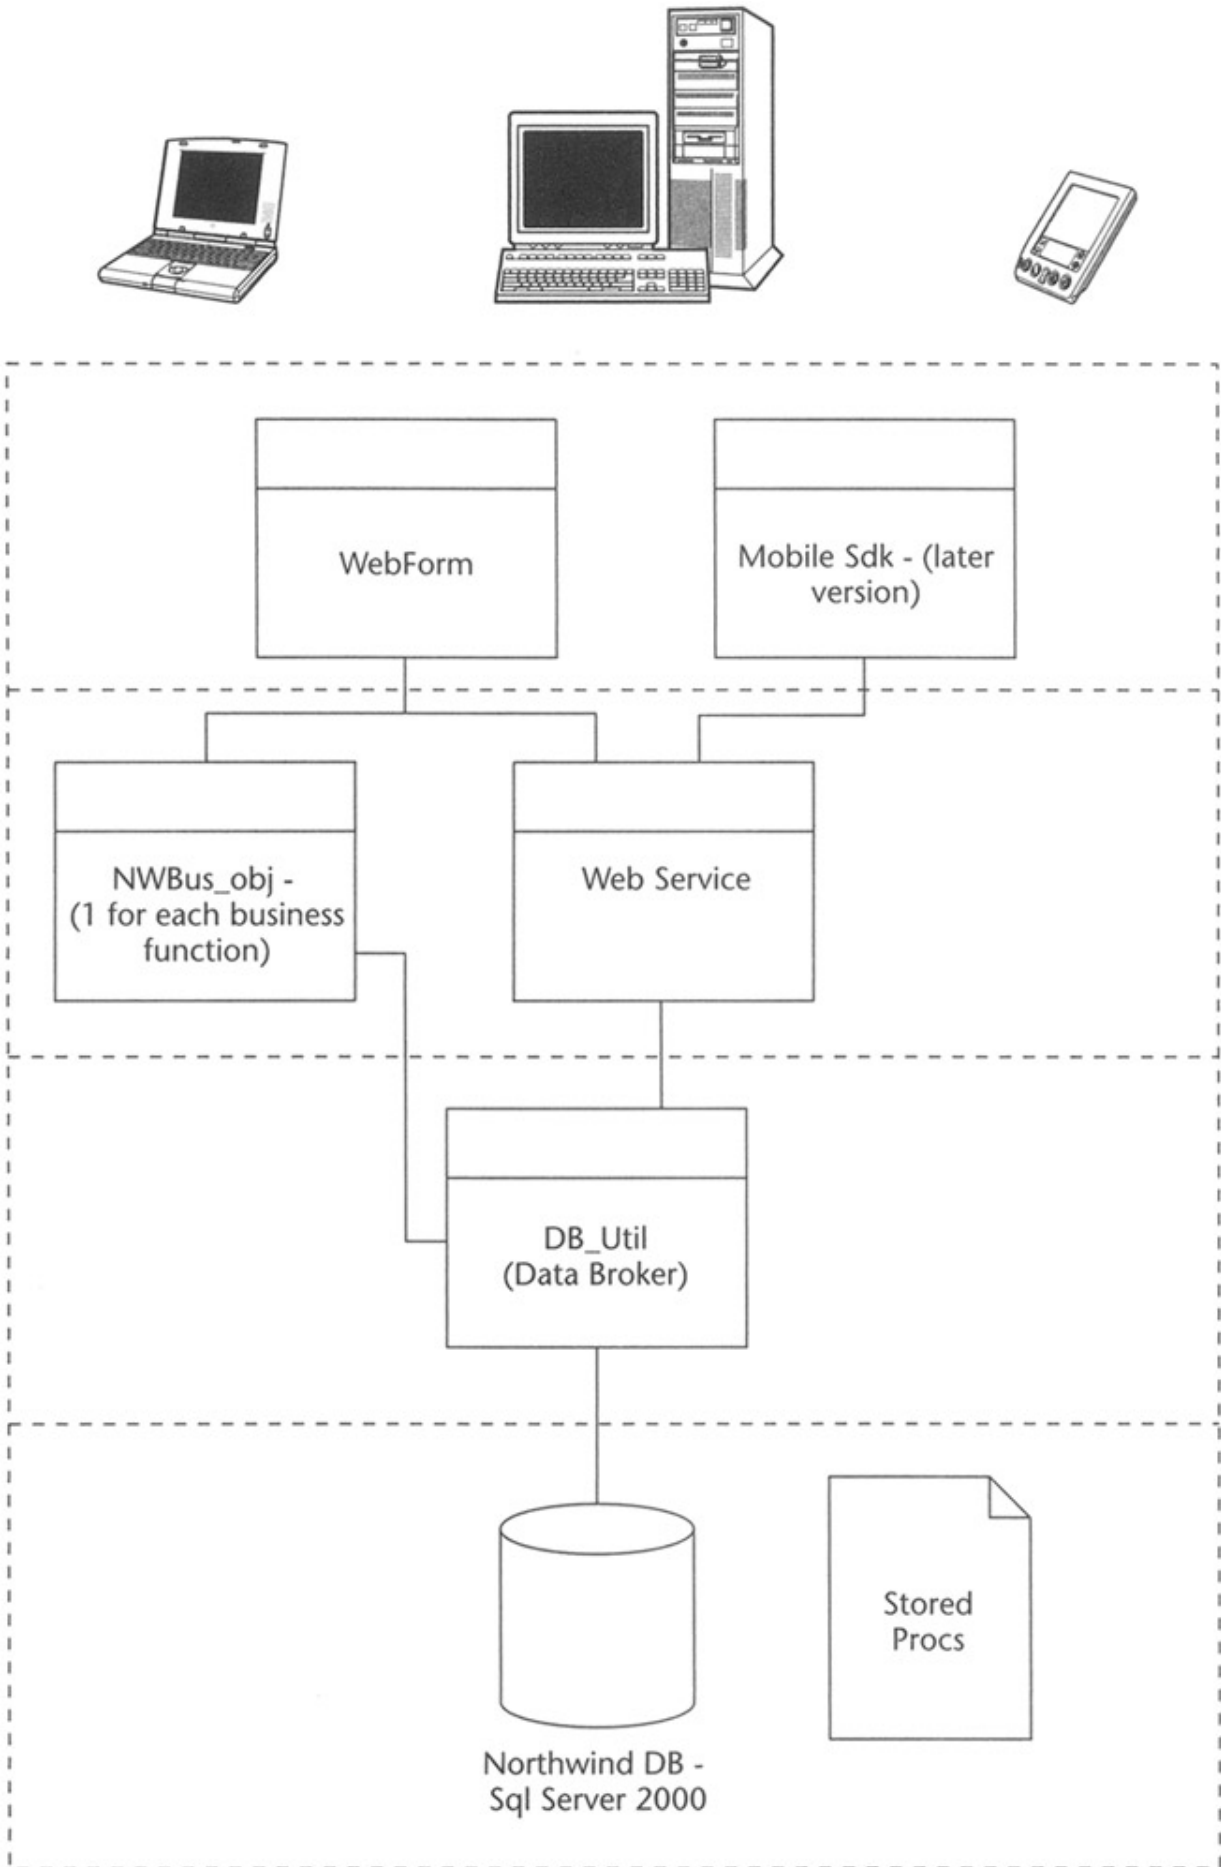 WebForm
Mobile Sdk - (later
version)
NWBus_obj -
(1 for each business
function)
Web Service
DB_Util
(Data Broker)
Stored
Procs
Northwind DB -
Sql Server 2000